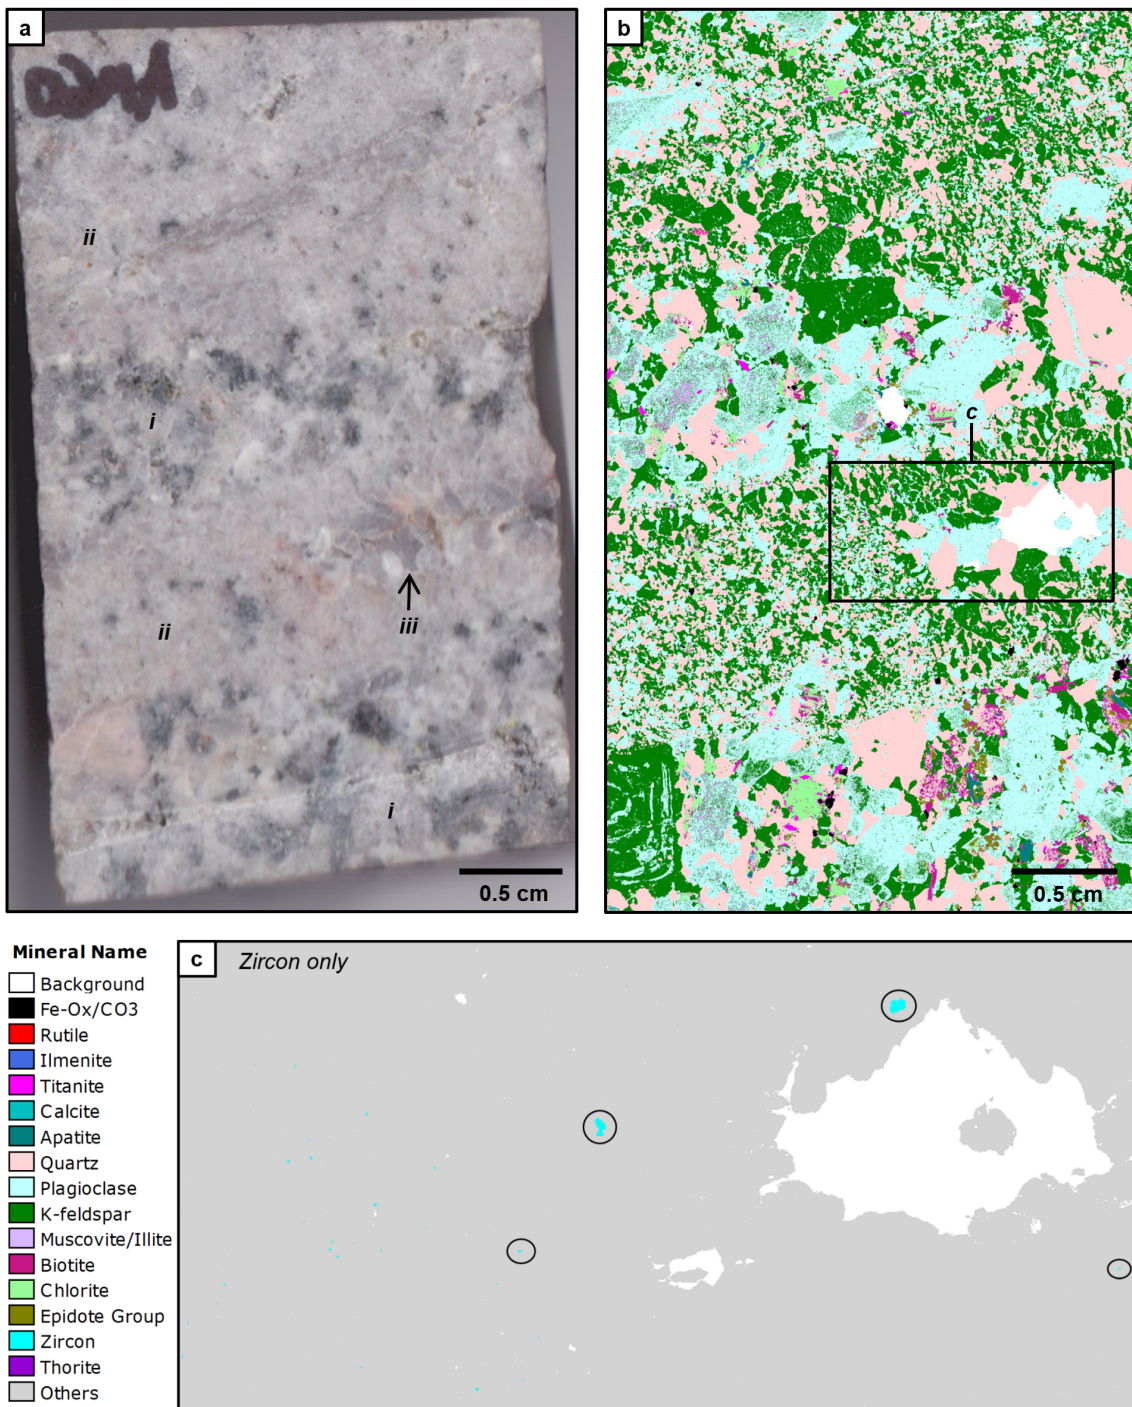 a
b
ii
i
c
iii
ii
i
0.5 cm
0.5 cm
Mineral Name
Background
Fe-Ox/CO3
Rutile
Ilmenite
Titanite
Calcite
Apatite
Quartz
Plagioclase
K-feldspar
Muscovite/Illite
Biotite
Chlorite
Epidote Group
Zircon
Thorite
Others
c
Zircon only